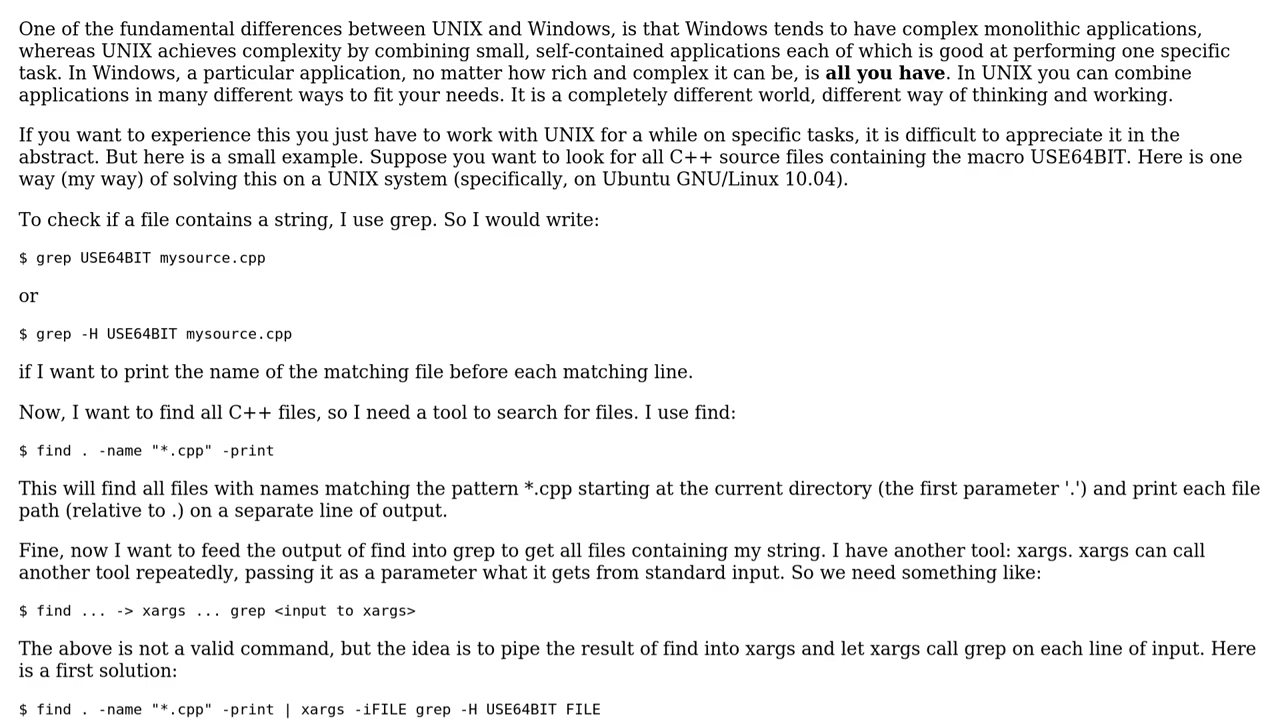 One of the fundamental differences between UNIX and Windows, is that Windows tends to have complex monolithic applications,
whereas UNIX achieves complexity by combining small, self-contained applications each of which is good at performing one specific
task. In Windows, a particular application, no matter how rich and complex it can be, is all you have. In UNIX you can combine
applications in many different ways to fit your needs. It is a completely different world, different way of thinking and working.
If you want to experience this you just have to work with UNIX for a while on specific tasks, it is difficult to appreciate it in the
abstract. But here is a small example. Suppose you want to look for all C++ source files containing the macro USE64BIT. Here is one
way (my way) of solving this on a UNIX system (specifically, on Ubuntu GNU/Linux 10.04).
To check if a file contains a string, I use grep. So I would write:
$ grep USE64BIT mysource.cpp
or
$ grep -H USE64BIT mysource.cpp
if I want to print the name of the matching file before each matching line.
Now, I want to find all C++ files, so I need a tool to search for files. I use find:
$ find . -name "*.cpp" -print
This will find all files with names matching the pattern *.cpp starting at the current directory (the first parameter '.') and print each file
path (relative to .) on a separate line of output.
Fine, now I want to feed the output of find into grep to get all files containing my string. I have another tool: xargs. xargs can call
another tool repeatedly, passing it as a parameter what it gets from standard input. So we need something like:
$ find ... -> xargs ... grep <input to xargs>
The above is not a valid command, but the idea is to pipe the result of find into xargs and let xargs call grep on each line of input. Here
is a first solution:
$ find . -name "*.cpp" -print | xargs -iFILE grep -H USE64BIT FILE